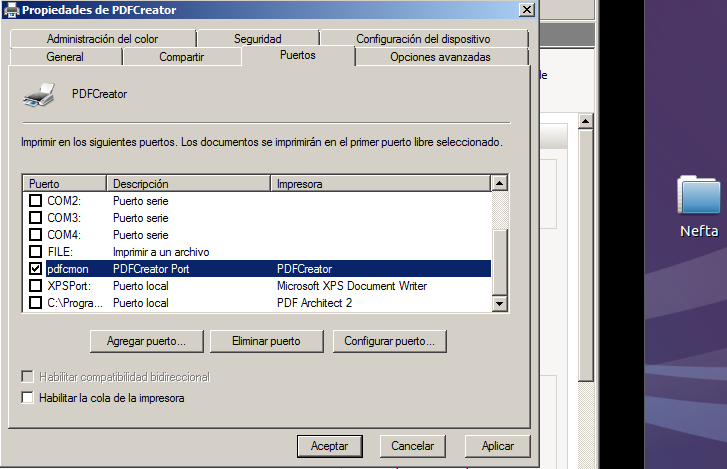 Propiedades de PDFCreator
Administración del color Seguridad Configuración del dispositivo
General Compartir Puertos Opciones avanzadas
de
PDFCreator
Imprimir en los siguientes puertos. Los documentos se imprimirán en el primer puerto libre seleccionado.
Puerto Descripción Impresora
COM2: Puerto serie
COM3: Puerto serie
COM4: Puerto serie
FILE: Imprimir a un archivo
pdfcmon PDFCreator Port PDFCreator
XPSPort: Puerto local Microsoft XPS Document Writer
C:\Progra... Puerto local PDF Architect 2
Agregar puerto... Eliminar puerto Configurar puerto...
Habilitar compatibilidad bidireccional
Habilitar la cola de la impresora
Aceptar Cancelar Aplicar
Nefta